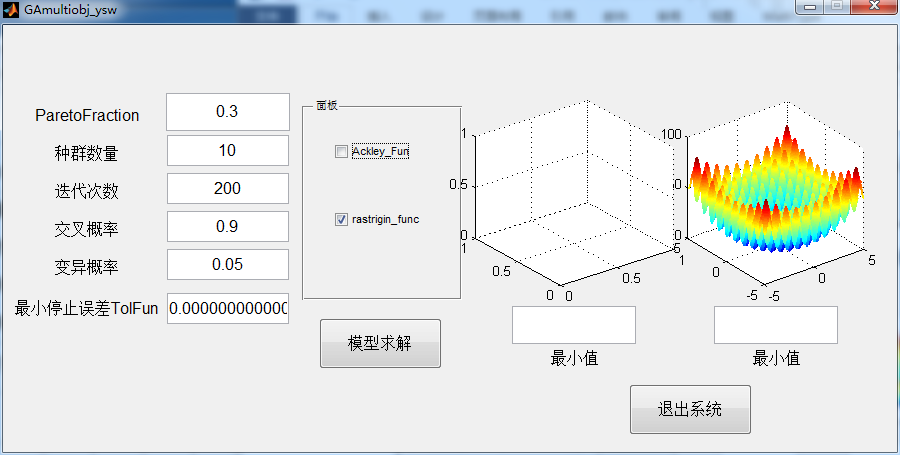 GAmultiobj_ysw
ParetoFraction
0.3
种群数量
10
迭代次数
200
交叉概率
0.9
变异概率
0.05
最小停止误差TolFun
0.000000000000
面板
Ackley_Fun
rastrigin_func
模型求解
1
0.5
0
1
0.5
0
0
0.5
100
0
5
1
0
-5
-5
0
5
最小值
最小值
退出系统